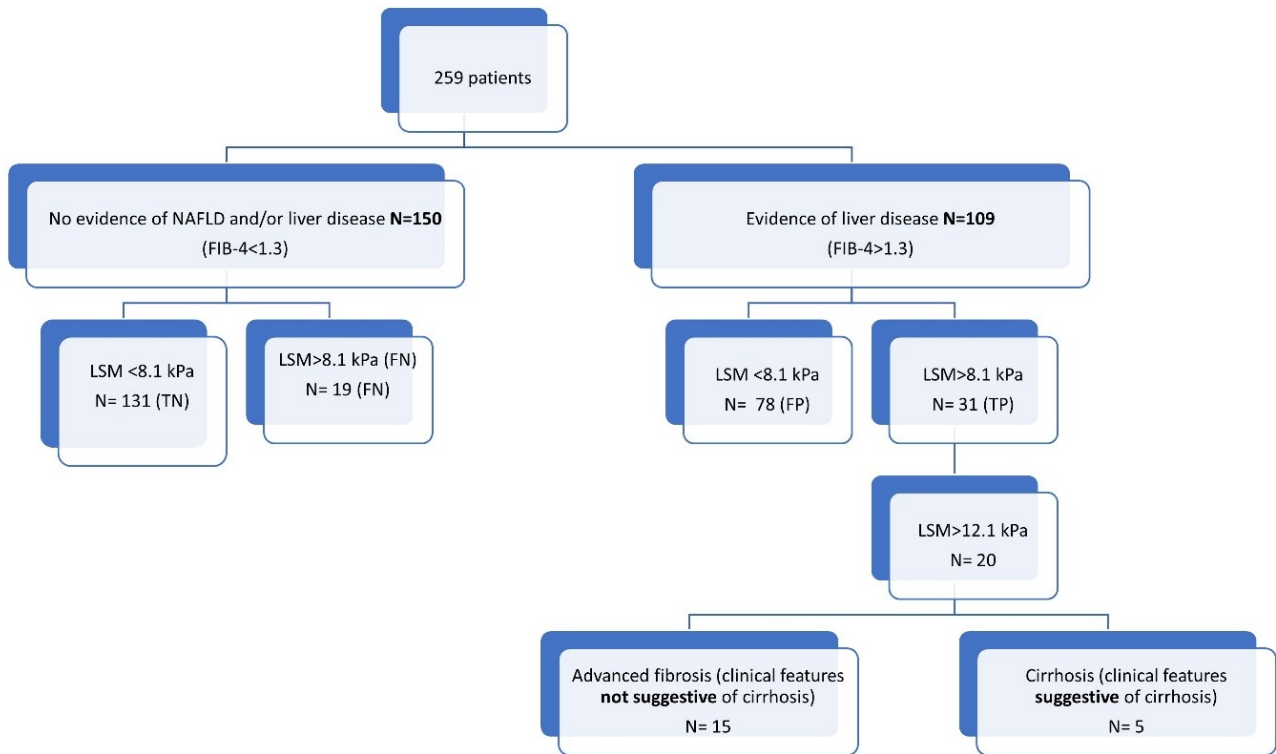 259 patients
No evidence of NAFLD and/or liver disease N=150
(FIB-4<1.3)
Evidence of liver disease N=109
(FIB-4>1.3)
LSM <8.1 kPa
N= 131 (TN)
LSM>8.1 kPa (FN)
N= 19 (FN)
LSM <8.1 kPa
N=  78 (FP)
LSM>8.1 kPa
N= 31 (TP)
LSM>12.1 kPa
N= 20
Advanced fibrosis (clinical features
not suggestive of cirrhosis)
N= 15
Cirrhosis (clinical features
suggestive of cirrhosis)
N= 5